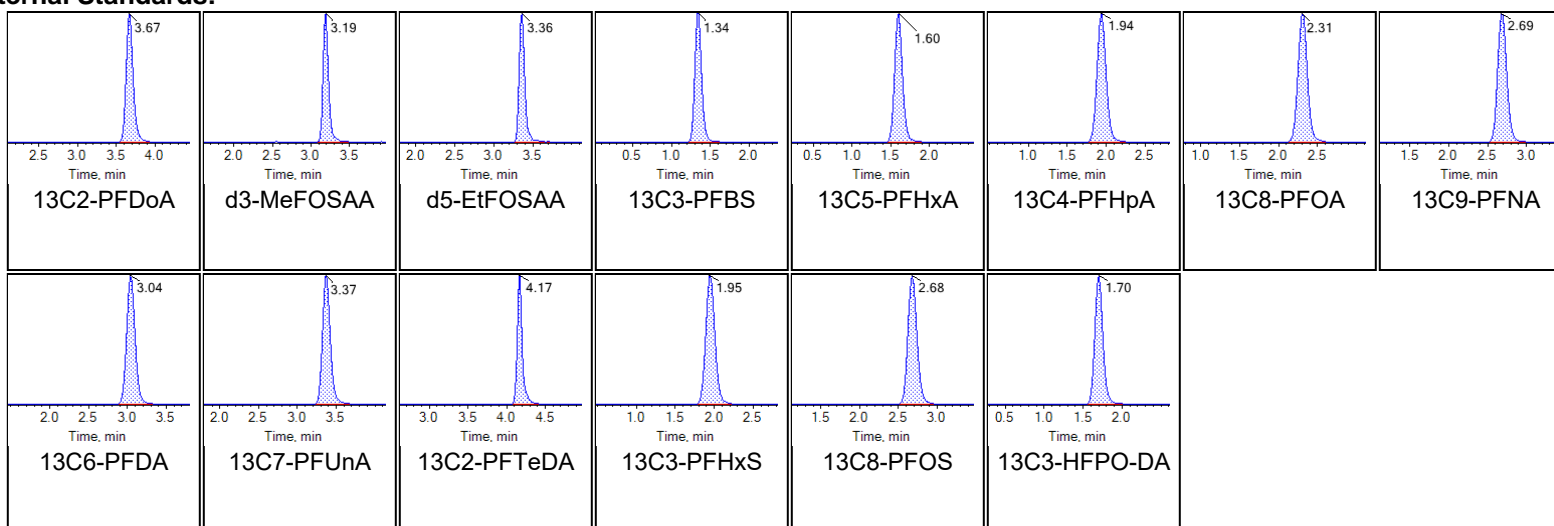 ternal Standards:
3.67 3.19 3.36 1.34 1.60 1.94 2.31 2.69
2.5 3.0 3.5 4.0 2.0 2.5 3.0 3.5 2.0 2.5 3.0 3.5 0.5 1.0 1.5 2.0 0.5 1.0 1.5 2.0 1.0 1.5 2.0 2.5 1.0 1.5 2.0 2.5 1.5 2.0 2.5 3.0
Time, min Time, min Time, min Time, min Time, min Time, min Time, min Time, min
13C2-PFDoA d3-MeFOSAA d5-EtFOSAA 13C3-PFBS 13C5-PFHxA 13C4-PFHpA 13C8-PFOA 13C9-PFNA
3.04 3.37 4.17 1.95 2.68 1.70
2.0 2.5 3.0 3.5 2.0 2.5 3.0 3.5 3.0 3.5 4.0 4.5 1.0 1.5 2.0 2.5 1.5 2.0 2.5 3.0 0.5 1.0 1.5 2.0
Time, min Time, min Time, min Time, min Time, min Time, min
13C6-PFDA 13C7-PFUnA 13C2-PFTeDA 13C3-PFHxS 13C8-PFOS 13C3-HFPO-DA